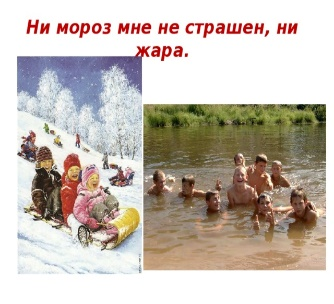 Ни мороз мне не страшен, ни
жара.